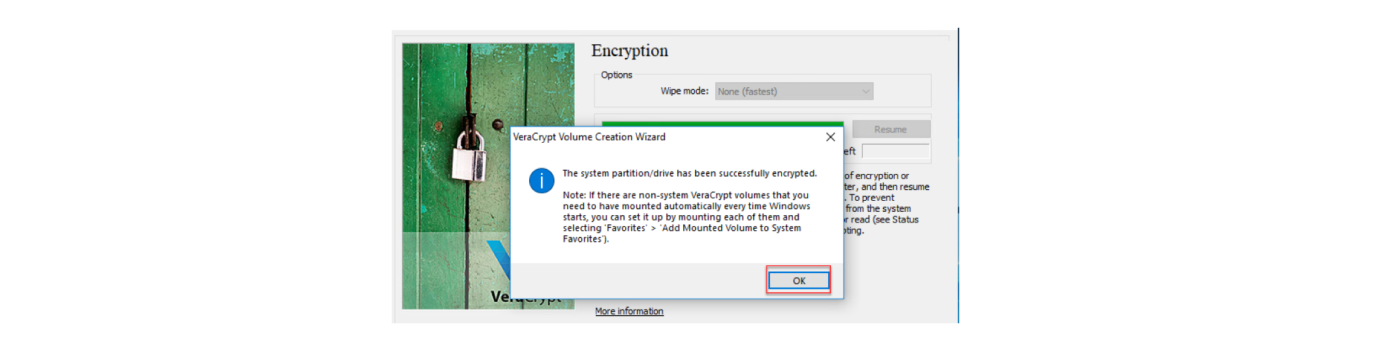 Encryption
Options
Wipe mode: None (fastest)
Resume
VeraCrypt Volume Creation Wizard
eft
The system partition/drive has been successfully encrypted.
Note: If there are non-system VeraCrypt volumes that you
need to have mounted automatically every time Windows
starts, you can set it up by mounting each of them and
selecting 'Favorites' > 'Add Mounted Volume to System
Favorites').
of encryption or
ter, and then resume
. To prevent
from the system
r read (see Status
oting.
OK
VeraCrypt
More information